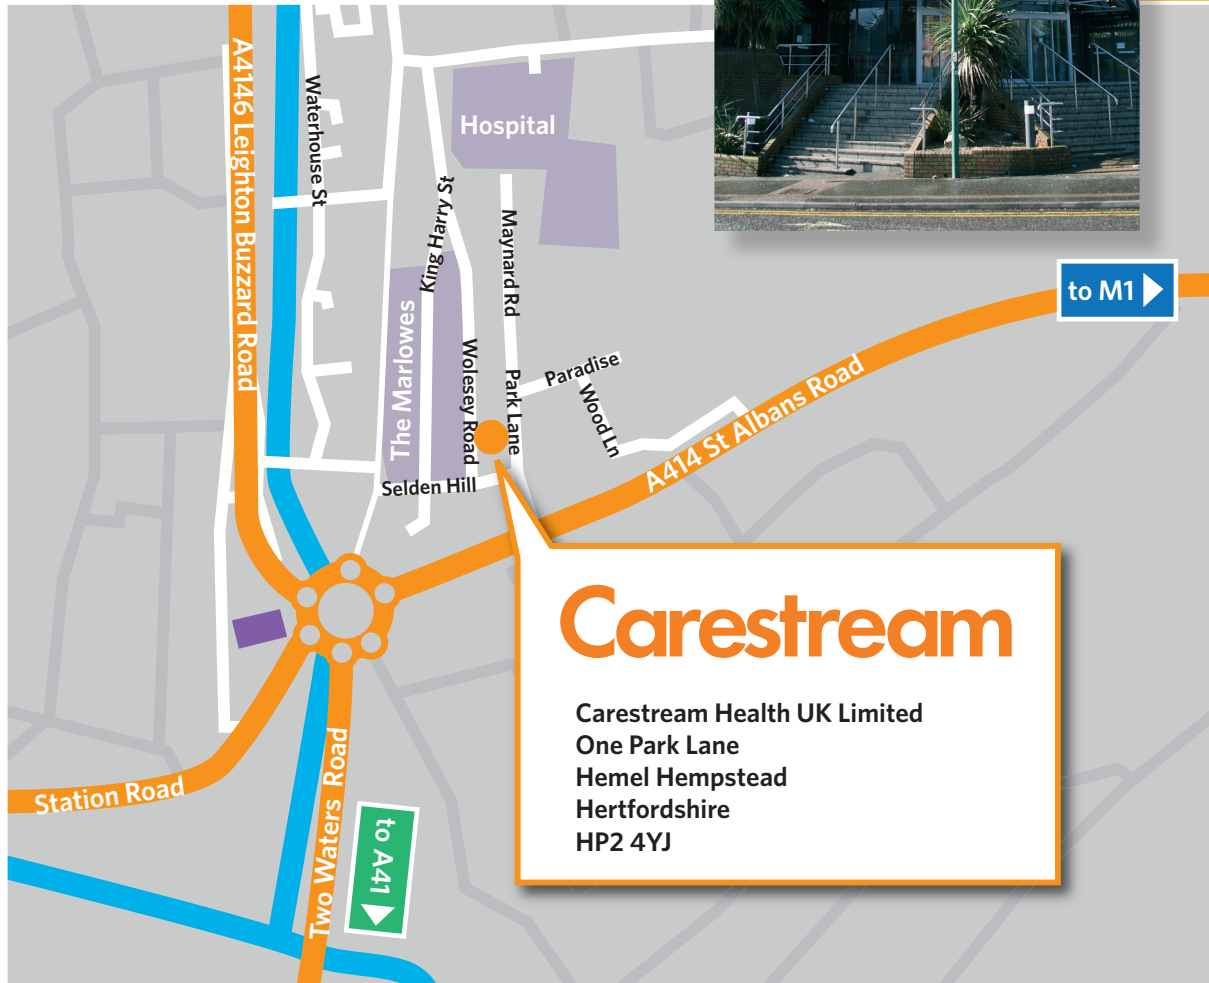 A4146 Leighton Buzzard Road
Waterhouse St
Hospital
King Harry St
Maynard Rd
to M1
The Marlowes
Wolesey Road
Park Lane
Paradise
Wood Ln
A414 St Albans Road
Selden Hill
Carestream
Carestream Health UK Limited
One Park Lane
Hemel Hempstead
Hertfordshire
HP2 4YJ
Station Road
Two Waters Road
to A41